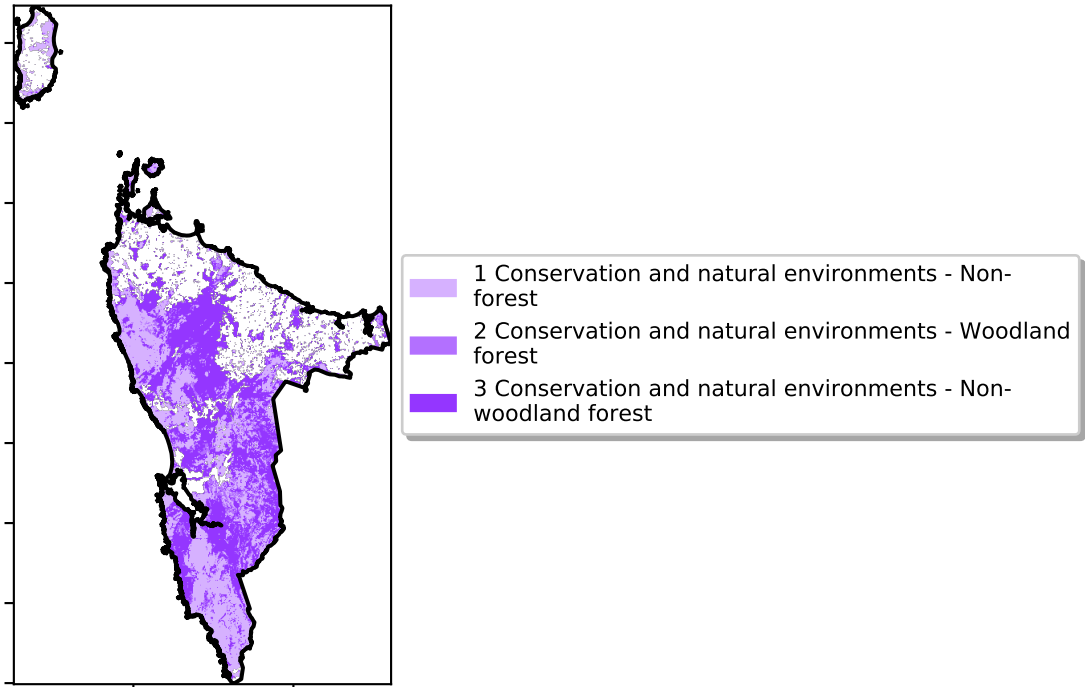 1 Conservation and natural environments - Non-
forest
2 Conservation and natural environments - Woodland
forest
3 Conservation and natural environments - Non-
woodland forest